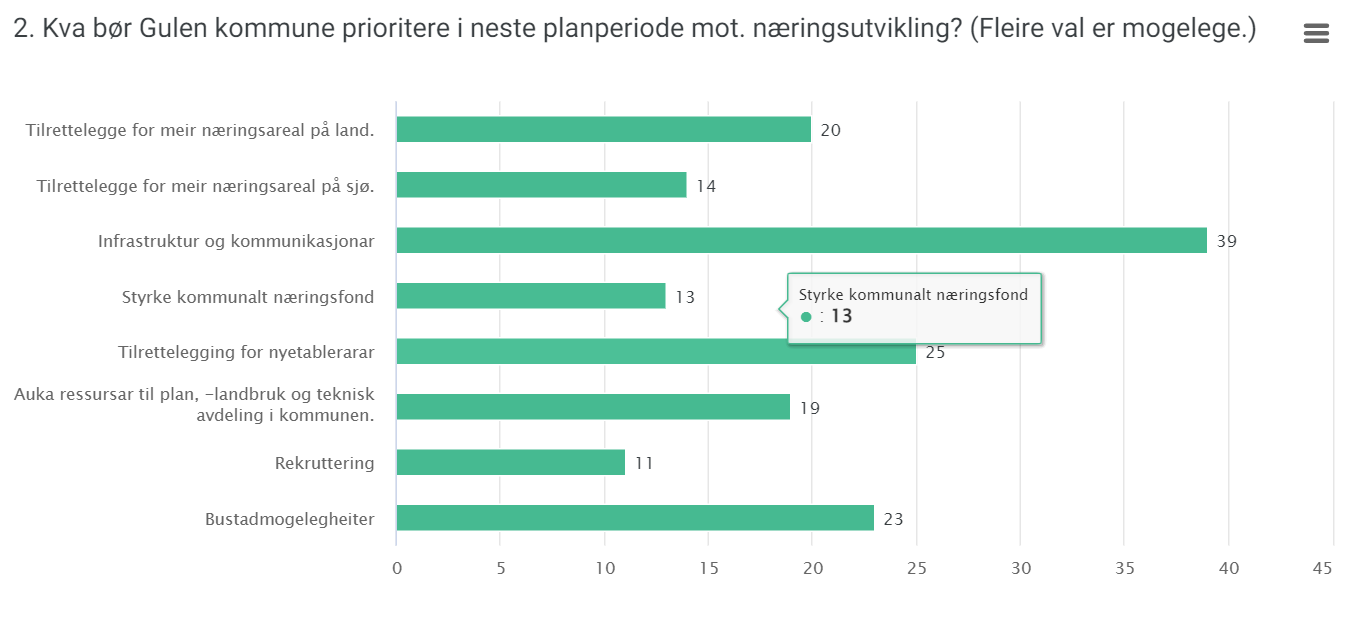 2. Kva bør Gulen kommune prioritere i neste planperiode mot. næringsutvikling? (Fleire val er mogelege.)
Tilrettelegge for meir næringsareal på land.
20
Tilrettelegge for meir næringsareal på sjø.
14
Infrastruktur og kommunikasjonar
39
Styrke kommunalt næringsfond
13
Styrke kommunalt næringsfond
: 13
Tilrettelegging for nyetablerarar
25
Auka ressursar til plan, -landbruk og teknisk
avdeling i kommunen.
19
Rekruttering
11
Bustadmogelegheiter
23
0 5 10 15 20 25 30 35 40 45